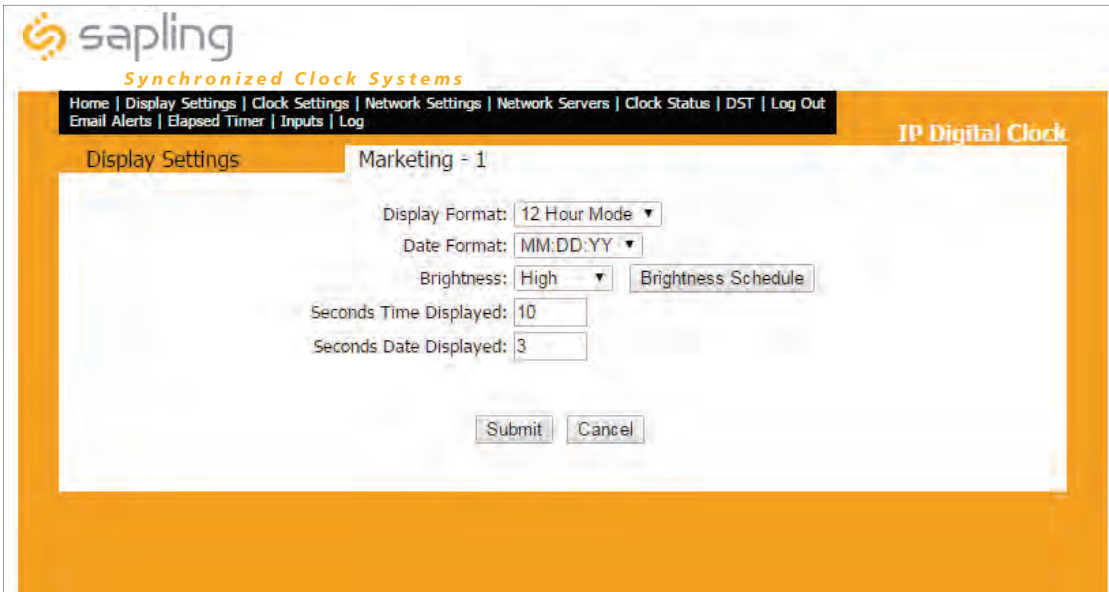 sapling
Synchronized Clock Systems
Home | Display Settings | Clock Settings | Network Settings | Network Servers | Clock Status | DST | Log Out
Email Alerts | Elapsed Timer | Inputs | Log
IP Digital Clock
Display Settings Marketing - 1
Display Format: 12 Hour Mode
Date Format: MM:DD:YY
Brightness: High Brightness Schedule
Seconds Time Displayed: 10
Seconds Date Displayed: 3
Submit Cancel